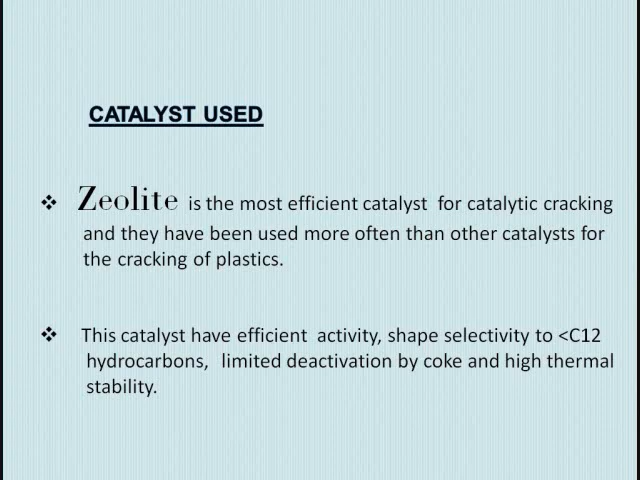 CATALYST USED
❖ Zeolite is the most efficient catalyst for catalytic cracking
and they have been used more often than other catalysts for
the cracking of plastics.
❖ This catalyst have efficient activity, shape selectivity to <C12
hydrocarbons, limited deactivation by coke and high thermal
stability.